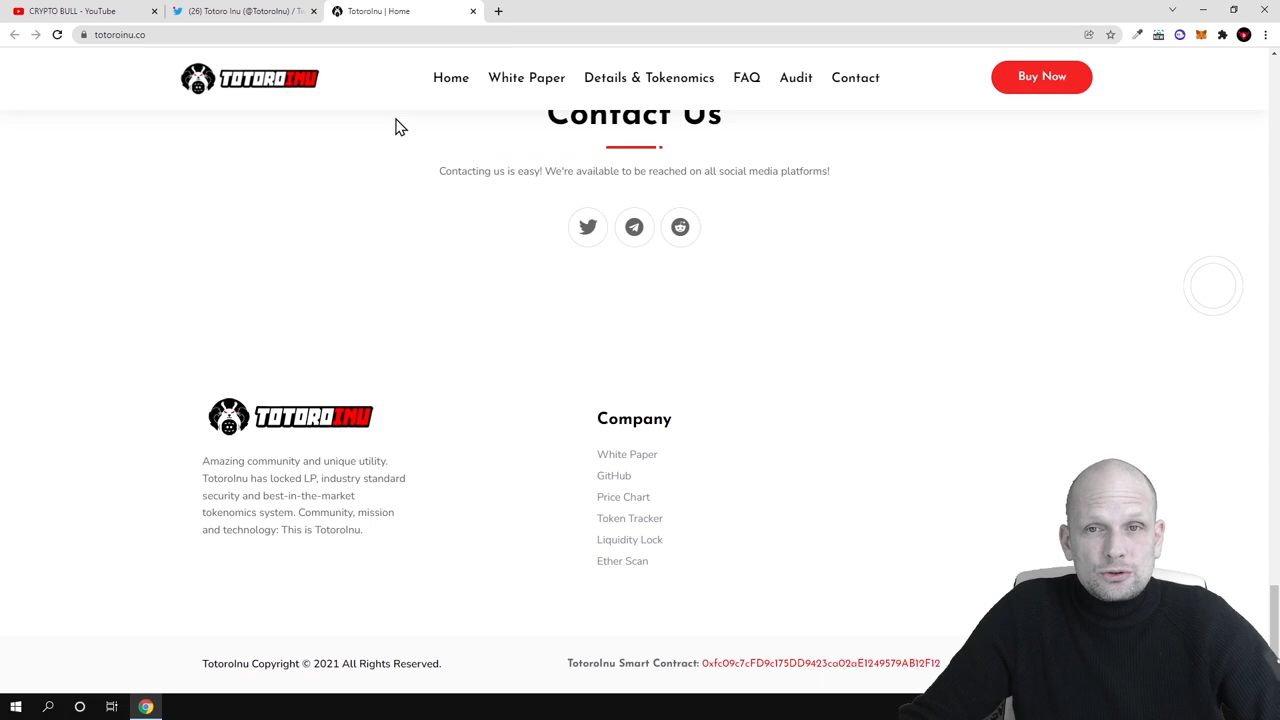 CRYPTO BULL - YouTube
(26) Totoro Inu (@TotoroInu) / Tw
TotoroInu | Home
totoroinu.co
TOTOROINU
Home
White Paper
Details & Tokenomics
FAQ
Audit
Contact
Buy Now
Contact Us
Contacting us is easy! We're available to be reached on all social media platforms!
TOTOROINU
Amazing community and unique utility.
TotoroInu has locked LP, industry standard
security and best-in-the-market
tokenomics system. Community, mission
and technology: This is TotoroInu.
Company
White Paper
GitHub
Price Chart
Token Tracker
Liquidity Lock
Ether Scan
TotoroInu Copyright © 2021 All Rights Reserved.
TotoroInu Smart Contract: 0xfc09c7cFD9c175DD9423ca02aE1249579AB12F12